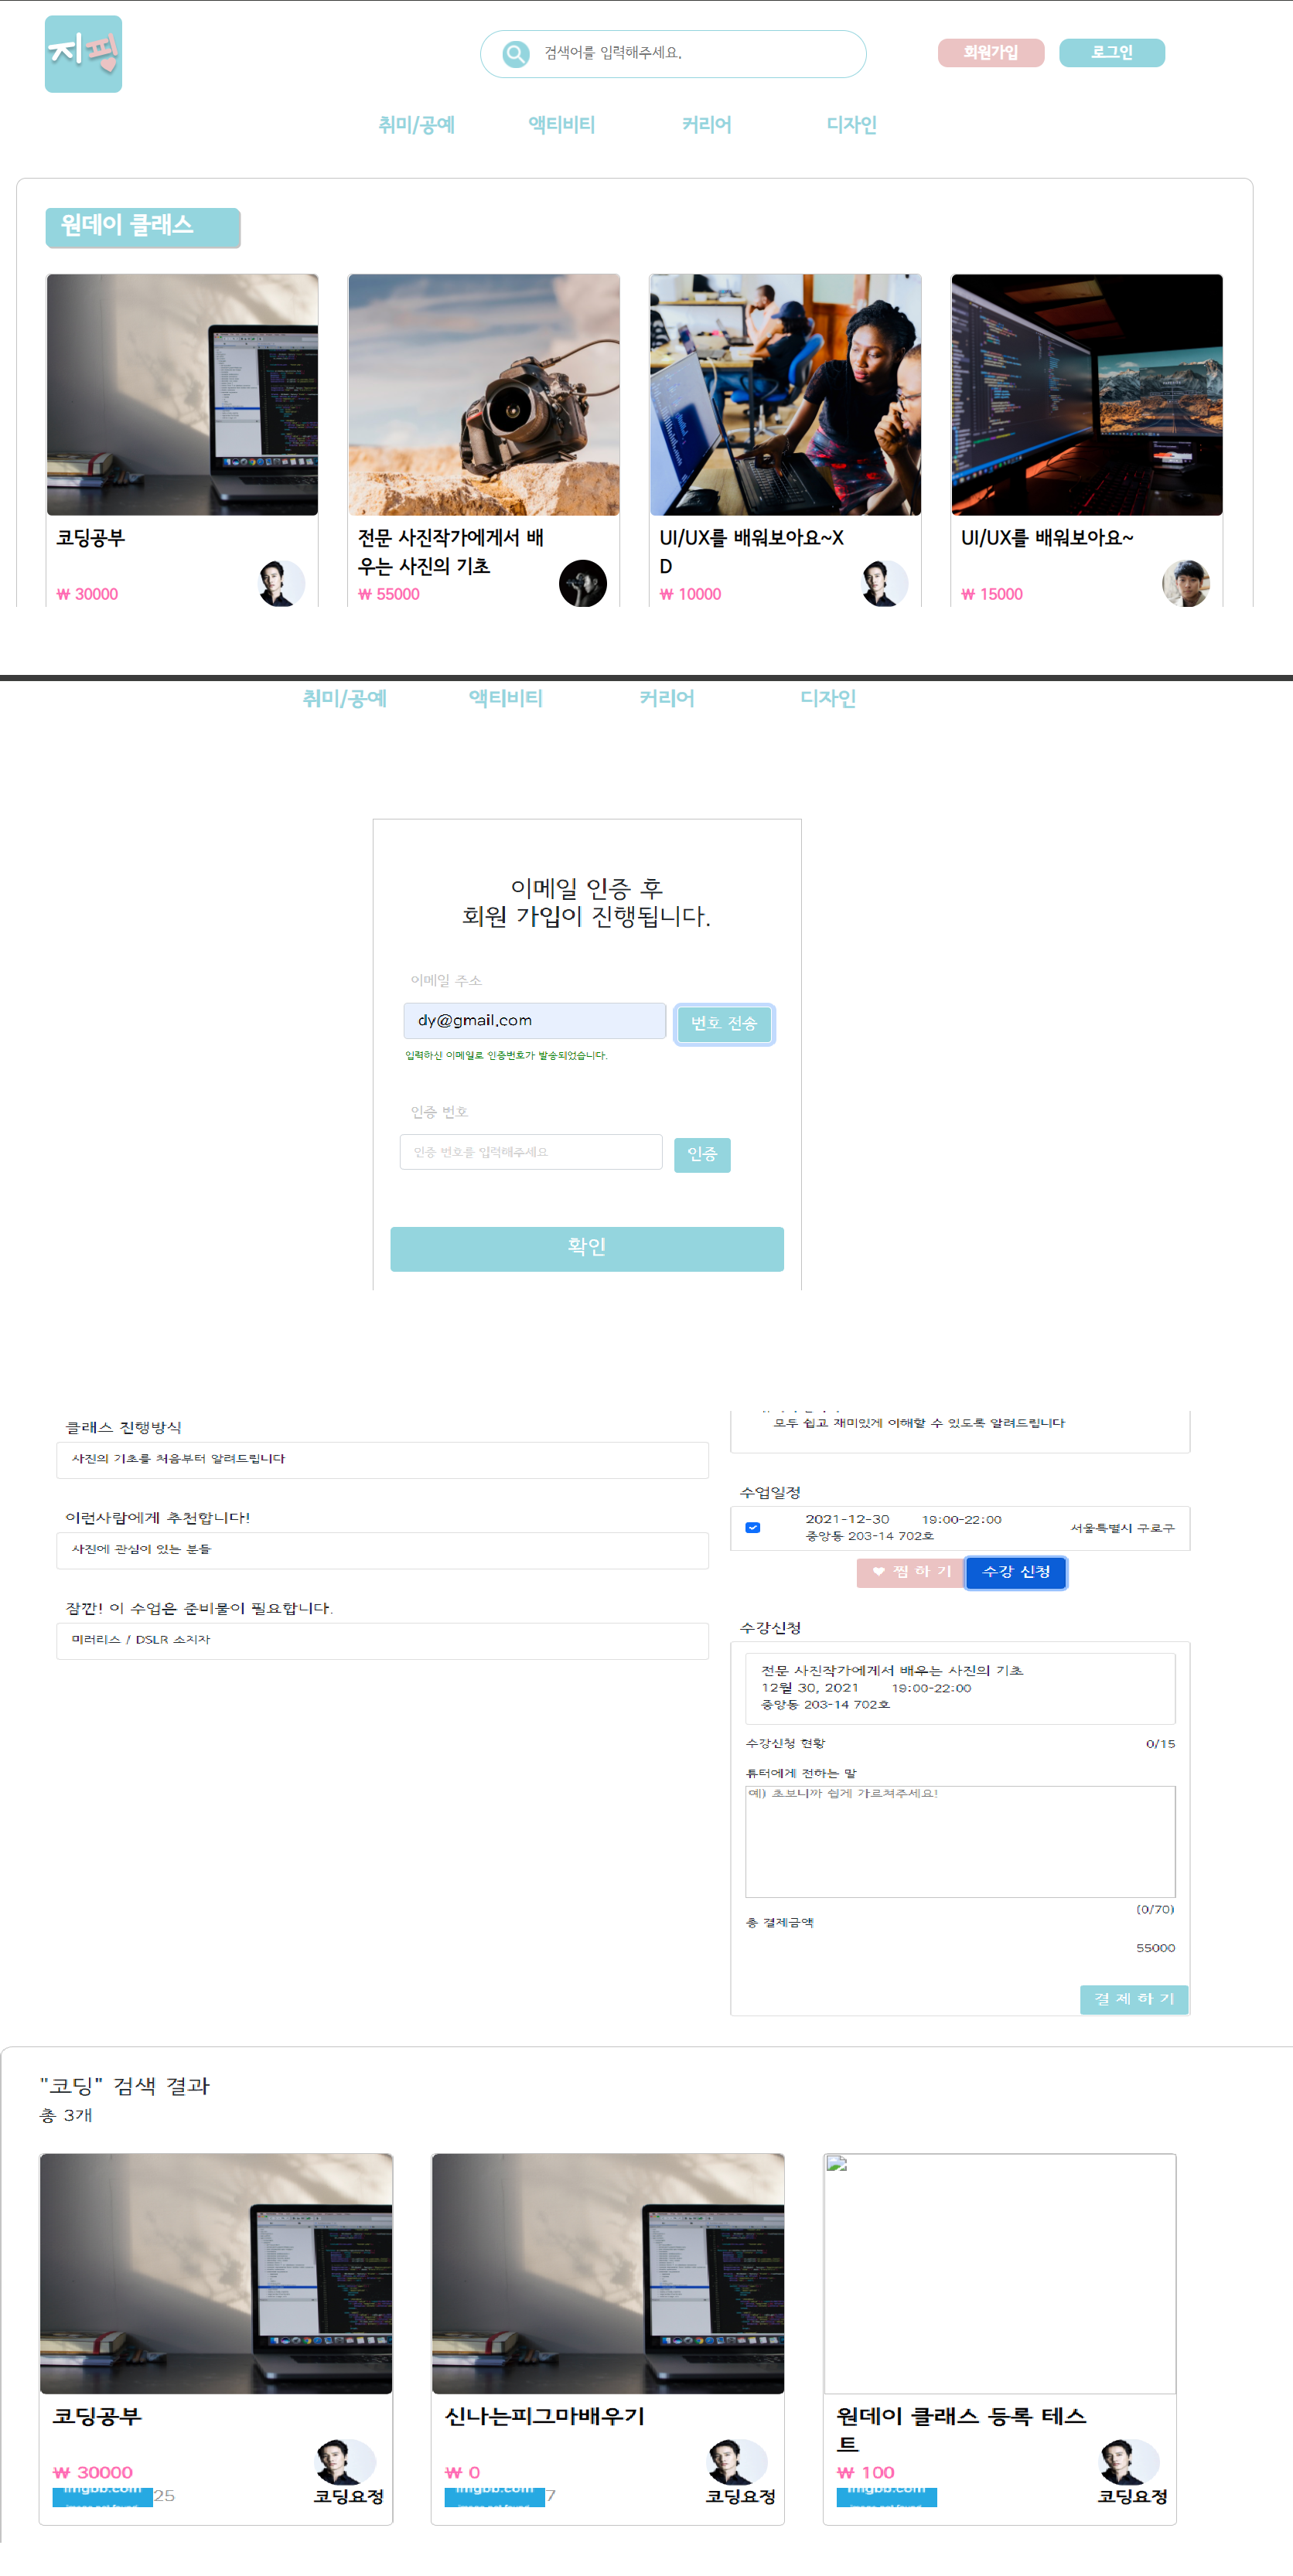 지핑
검색어를 입력해주세요.
회원가입
로그인
취미/공예
액티비티
커리어
디자인
원데이 클래스
코딩공부
₩ 30000
전문 사진작가에게서 배
우는 사진의 기초
₩ 55000
UI/UX를 배워보아요~X
D
₩ 10000
UI/UX를 배워보아요~
₩ 15000
취미/공예
액티비티
커리어
디자인
이메일 인증 후
회원 가입이 진행됩니다.
이메일 주소
dy@gmail.com
번호 전송
입력하신 이메일로 인증번호가 발송되었습니다.
인증 번호
인증 번호를 입력해주세요
인증
확인
클래스 진행방식
사진의 기초를 처음부터 알려드립니다
이런사람에게 추천합니다!
사진에 관심이 있는 분들
잠깐! 이 수업은 준비물이 필요합니다.
미러리스 / DSLR 소지자
모두 쉽고 재미있게 이해할 수 있도록 알려드립니다
수업일정
2021-12-30 19:00-22:00 서울특별시 구로구
중앙동 203-14 702호
❤ 찜 하 기
수강 신청
수강신청
전문 사진작가에게서 배우는 사진의 기초
12월 30, 2021 19:00-22:00
중앙동 203-14 702호
수강신청 현황 0/15
튜터에게 전하는 말
예) 초보니까 쉽게 가르쳐주세요!
(0/70)
총 결제금액
55000
결 제 하 기
"코딩" 검색 결과
총 3개
코딩공부
₩ 30000
25
코딩요정
신나는피그마배우기
₩ 0
7
코딩요정
원데이 클래스 등록 테스
트
₩ 100
코딩요정